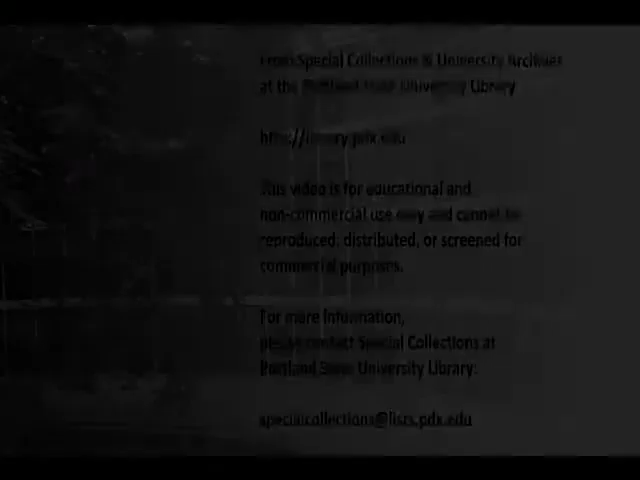 From Special Collections & University Archives
at the Portland State University Library
http://library.pdx.edu
This video is for educational and
non-commercial use only and cannot be
reproduced, distributed, or screened for
commercial purposes.
For more information,
please contact Special Collections at
Portland State University Library:
specialcollections@lists.pdx.edu